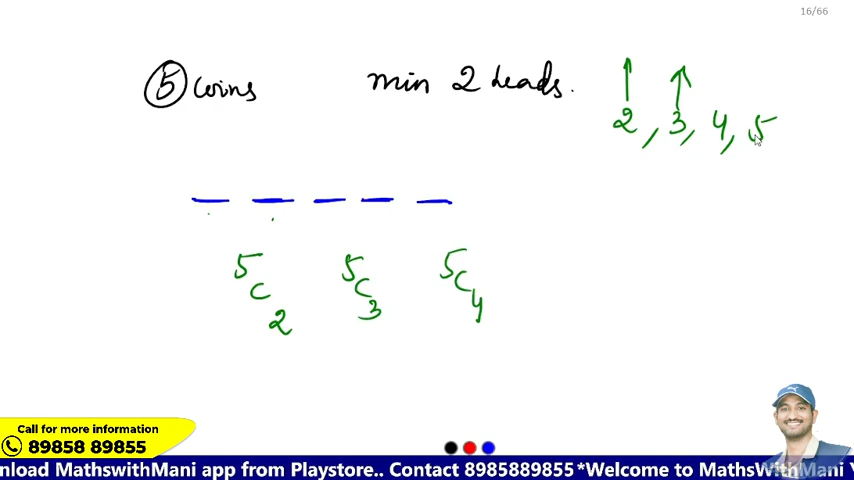 16/66
5 coins min 2 heads. 2, 3, 4, 5
5C2 5C3 5C4
Call for more information
89858 89855
nload MathswithMani app from Playstore.. Contact 8985889855 *Welcome to MathsWithMani Y